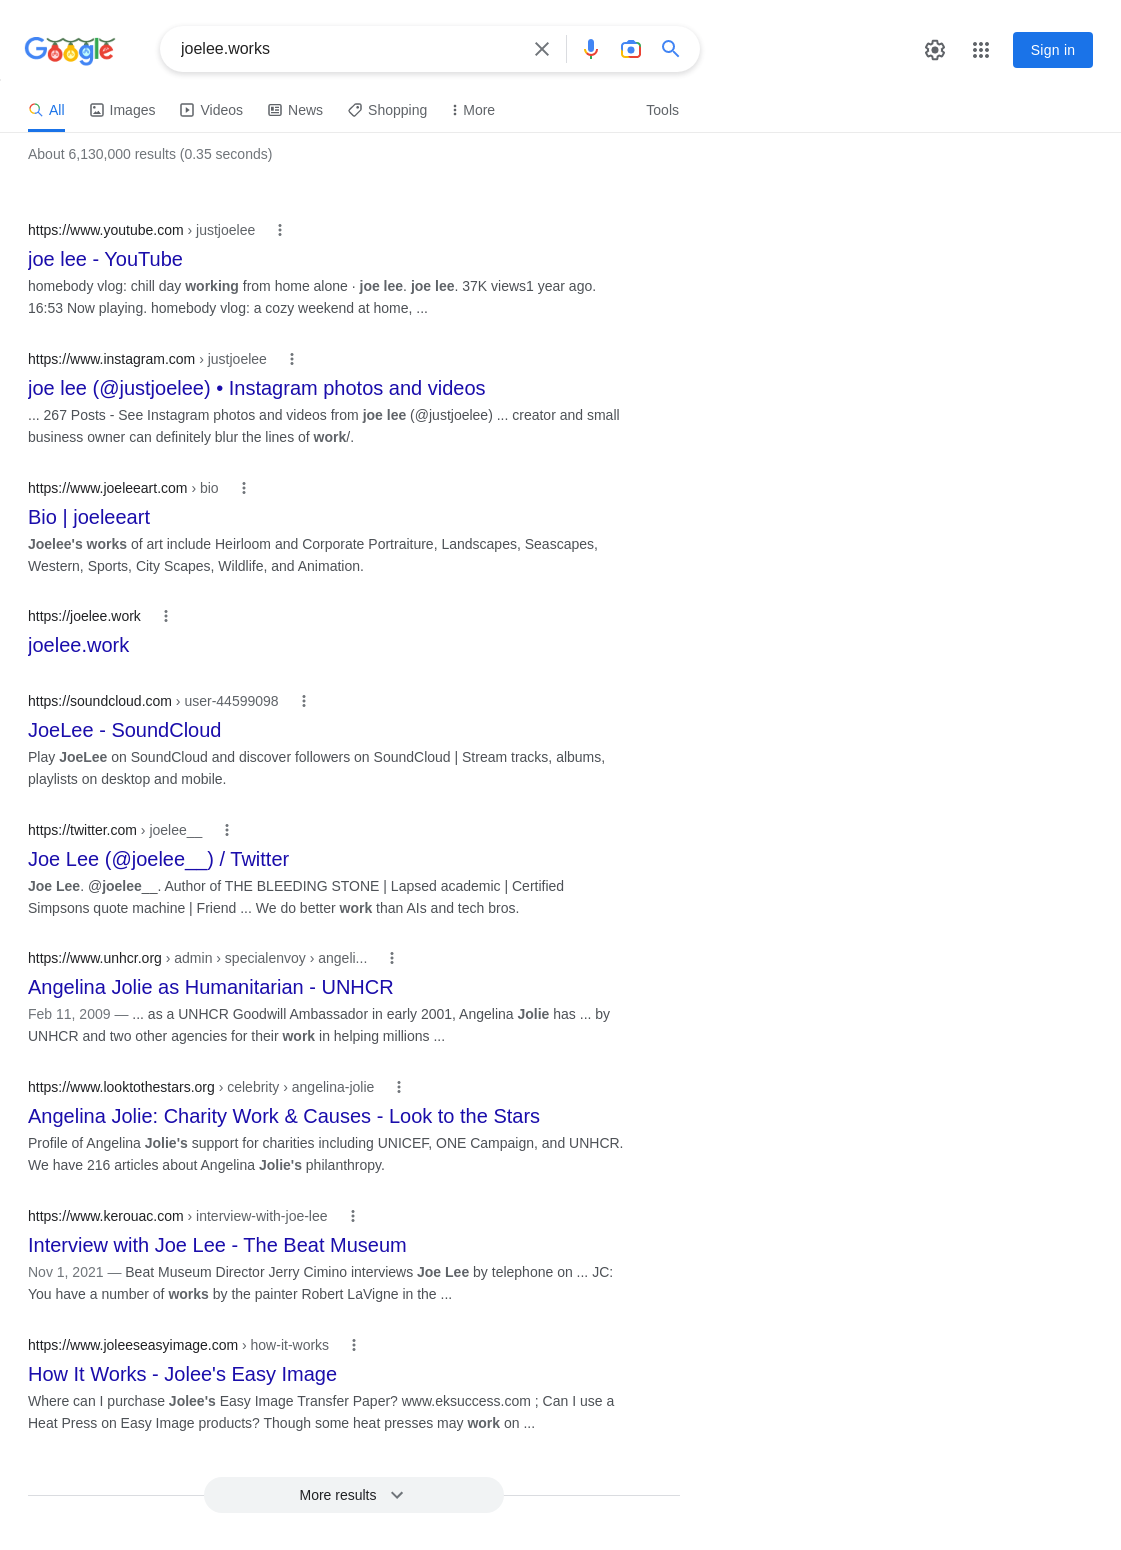 Google
joelee.works
Sign in
All Images Videos News Shopping More Tools
About 6,130,000 results (0.35 seconds)
https://www.youtube.com › justjoelee
joe lee - YouTube
homebody vlog: chill day working from home alone · joe lee. joe lee. 37K views1 year ago.
16:53 Now playing. homebody vlog: a cozy weekend at home, ...
https://www.instagram.com › justjoelee
joe lee (@justjoelee) • Instagram photos and videos
... 267 Posts - See Instagram photos and videos from joe lee (@justjoelee) ... creator and small
business owner can definitely blur the lines of work/.
https://www.joeleeart.com › bio
Bio | joeleeart
Joelee's works of art include Heirloom and Corporate Portraiture, Landscapes, Seascapes,
Western, Sports, City Scapes, Wildlife, and Animation.
https://joelee.work
joelee.work
https://soundcloud.com › user-44599098
JoeLee - SoundCloud
Play JoeLee on SoundCloud and discover followers on SoundCloud | Stream tracks, albums,
playlists on desktop and mobile.
https://twitter.com › joelee__
Joe Lee (@joelee__) / Twitter
Joe Lee. @joelee__. Author of THE BLEEDING STONE | Lapsed academic | Certified
Simpsons quote machine | Friend ... We do better work than AIs and tech bros.
https://www.unhcr.org › admin › specialenvoy › angeli...
Angelina Jolie as Humanitarian - UNHCR
Feb 11, 2009 — ... as a UNHCR Goodwill Ambassador in early 2001, Angelina Jolie has ... by
UNHCR and two other agencies for their work in helping millions ...
https://www.looktothestars.org › celebrity › angelina-jolie
Angelina Jolie: Charity Work & Causes - Look to the Stars
Profile of Angelina Jolie's support for charities including UNICEF, ONE Campaign, and UNHCR.
We have 216 articles about Angelina Jolie's philanthropy.
https://www.kerouac.com › interview-with-joe-lee
Interview with Joe Lee - The Beat Museum
Nov 1, 2021 — Beat Museum Director Jerry Cimino interviews Joe Lee by telephone on ... JC:
You have a number of works by the painter Robert LaVigne in the ...
https://www.joleeseasyimage.com › how-it-works
How It Works - Jolee's Easy Image
Where can I purchase Jolee's Easy Image Transfer Paper? www.eksuccess.com ; Can I use a
Heat Press on Easy Image products? Though some heat presses may work on ...
More results